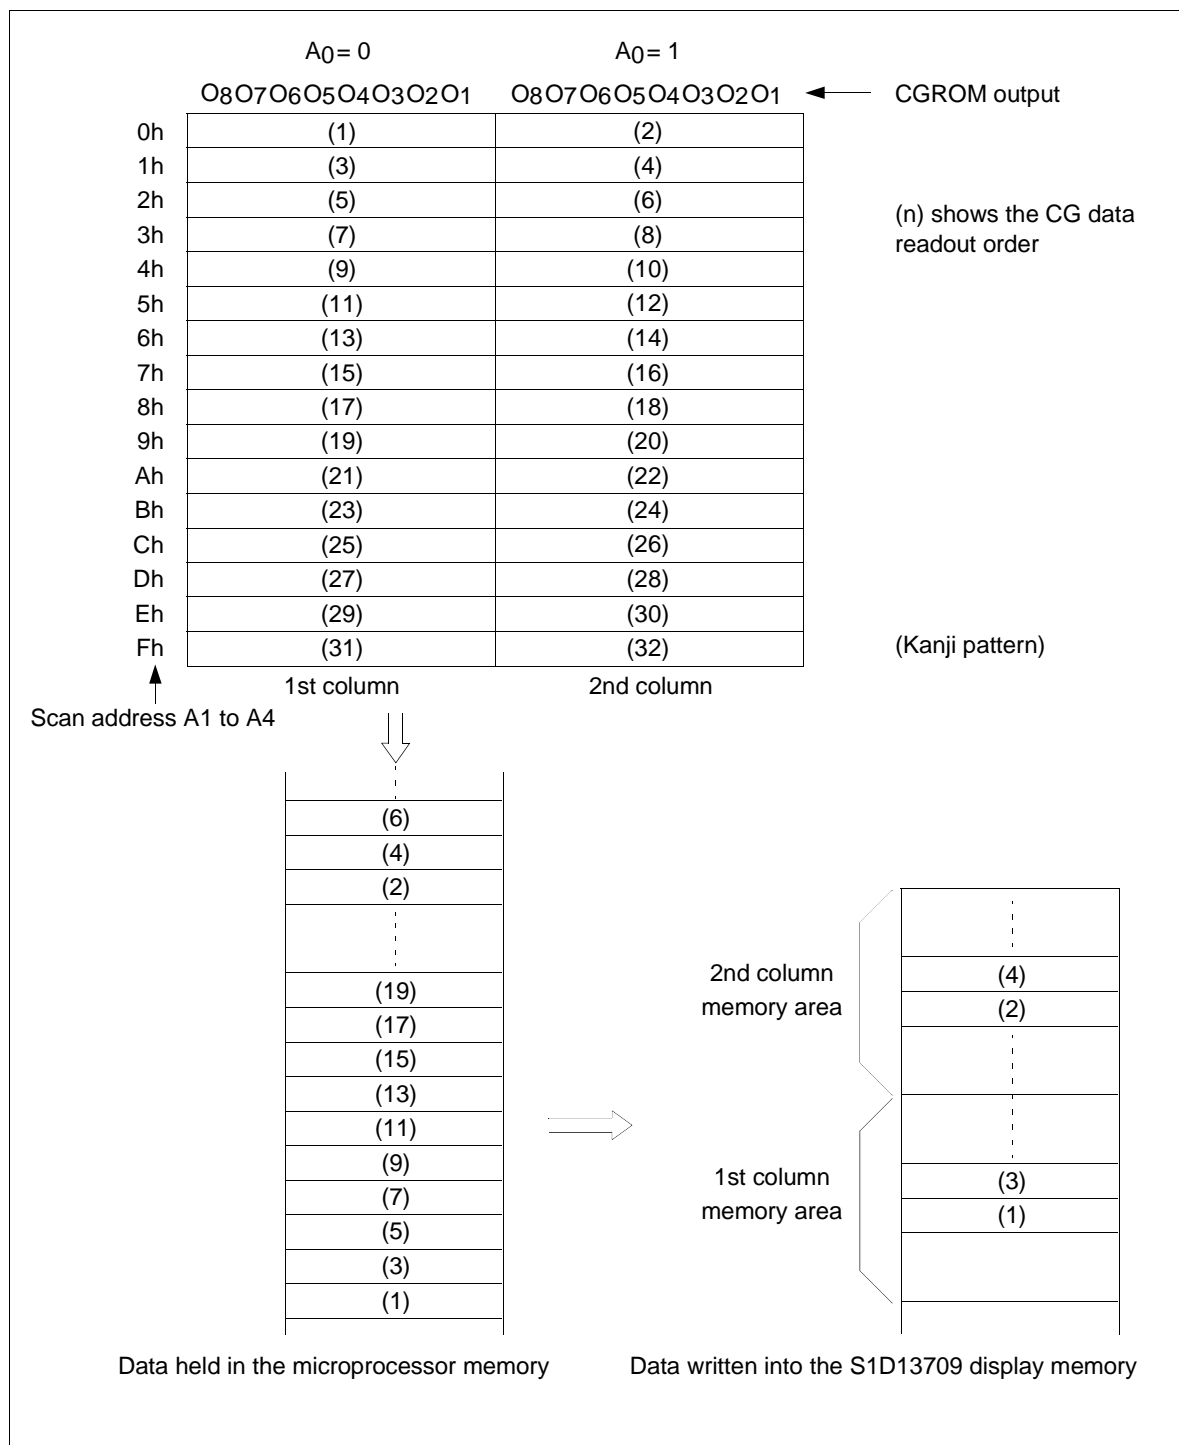 A0= 0 A0= 1
O8O7O6O5O4O3O2O1 O8O7O6O5O4O3O2O1 CGROM output
0h (1) (2)
1h (3) (4)
2h (5) (6)
(n) shows the CG data
readout order
3h (7) (8)
4h (9) (10)
5h (11) (12)
6h (13) (14)
7h (15) (16)
8h (17) (18)
9h (19) (20)
Ah (21) (22)
Bh (23) (24)
Ch (25) (26)
Dh (27) (28)
Eh (29) (30)
Fh (31) (32) (Kanji pattern)
1st column 2nd column
Scan address A1 to A4
(6)
(4)
(2)
(19)
(17)
(15)
(13)
(11)
(9)
(7)
(5)
(3)
(1)
Data held in the microprocessor memory
2nd column
memory area
(4)
(2)
1st column
memory area
(3)
(1)
Data written into the S1D13709 display memory